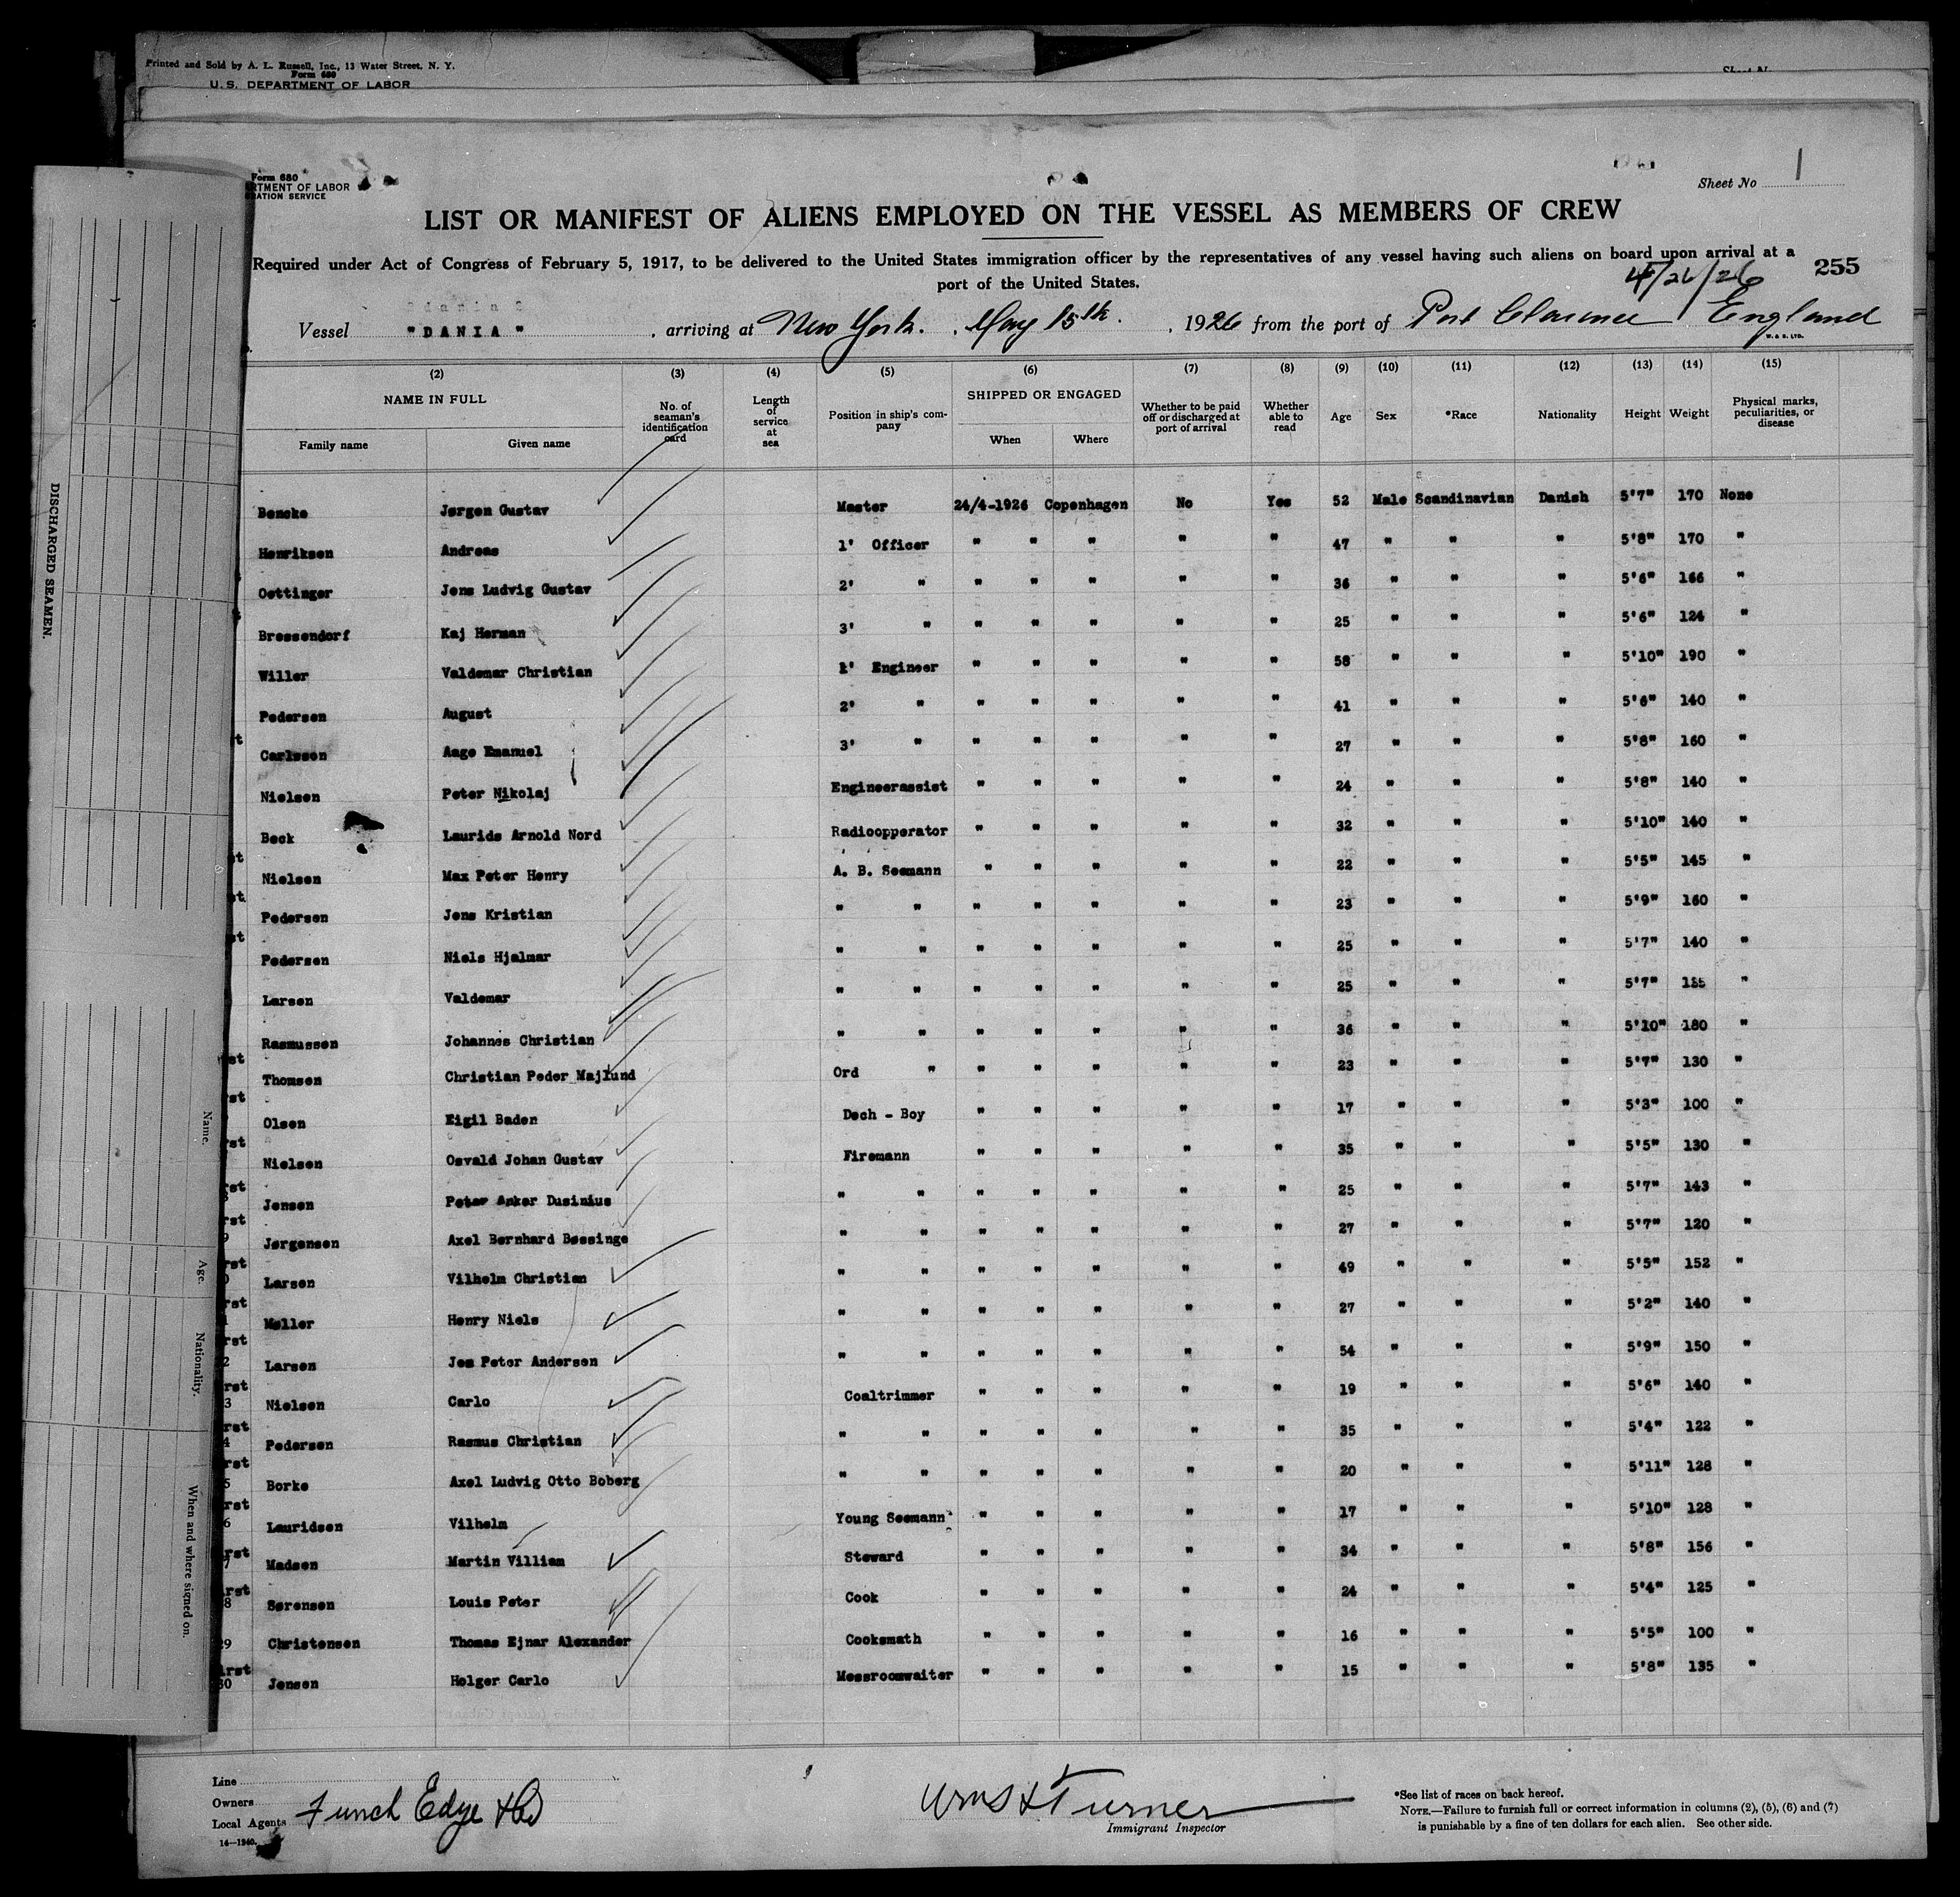 Printed and Sold by A. L. Russell, Inc., 13 Water Street, N. Y.
Form 680
U. S. DEPARTMENT OF LABOR
Form 680
RTMENT OF LABOR
RATION SERVICE
Sheet No 1
LIST OR MANIFEST OF ALIENS EMPLOYED ON THE VESSEL AS MEMBERS OF CREW
Required under Act of Congress of February 5, 1917, to be delivered to the United States immigration officer by the representatives of any vessel having such aliens on board upon arrival at a
port of the United States.
4/26/26
255
Vessel "DANIA", arriving at New York. , May 15th. , 1926 from the port of Port Clarence England
(2) (3) (4) (5) (6) (7) (8) (9) (10) (11) (12) (13) (14) (15)
NAME IN FULL No. of seaman's identification card Length of service at sea Position in ship's company SHIPPED OR ENGAGED Whether to be paid off or discharged at port of arrival Whether able to read Age Sex *Race Nationality Height Weight Physical marks, peculiarities, or disease
Family name Given name When Where
Bencke Jørgen Gustav Master 24/4-1926 Copenhagen No Yes 52 Male Scandinavian Danish 5'7" 170 None
Henriksen Andreas 1' Officer " " " " " 47 " " " 5'8" 170 "
Oettinger Jens Ludvig Gustav 2' " " " " " " 36 " " " 5'6" 166 "
Bressendorf Kaj Herman 3' " " " " " " 25 " " " 5'6" 124 "
Willer Valdemar Christian 1' Engineer " " " " " 58 " " " 5'10" 190 "
Pedersen August 2' " " " " " " 41 " " " 5'6" 140 "
Carlssen Aage Emanuel 3' " " " " " " 27 " " " 5'8" 160 "
Nielsen Peter Nikolaj Engineerassist " " " " " 24 " " " 5'8" 140 "
Beck Laurids Arnold Nord Radioopperator " " " " " 32 " " " 5'10" 140 "
Nielsen Max Peter Henry A. B. Seemann " " " " " 22 " " " 5'5" 145 "
Pedersen Jens Kristian " " " " " " " 23 " " " 5'9" 160 "
Pedersen Niels Hjalmar " " " " " " " 25 " " " 5'7" 140 "
Larsen Valdemar " " " " " " " 25 " " " 5'7" "
Rasmussen Johannes Christian " " " " " " " 36 " " " 5'10" 180 "
Thomsen Christian Peder Majlund Ord " " " " " " 23 " " " 5'7" 130 "
Olsen Eigil Baden Dech - Boy " " " " " 17 " " " 5'3" 100 "
Nielsen Osvald Johan Gustav Firemann " " " " " 35 " " " 5'5" 130 "
Jensen Peter Anker Dusinius " " " " " " " 25 " " " 5'7" 143 "
Jørgensen Axel Bernhard Bøssinge " " " " " " " 27 " " " 5'7" 120 "
Larsen Vilhelm Christian " " " " " " " 49 " " " 5'5" 152 "
Møller Henry Niels " " " " " " " 27 " " " 5'2" 140 "
Larsen Jen Peter Andersen " " " " " " " 54 " " " 5'9" 150 "
Nielsen Carlo Coaltrimmer " " " " " 19 " " " 5'6" 140 "
Pedersen Rasmus Christian " " " " " " " 35 " " " 5'4" 122 "
Borke Axel Ludvig Otto Boberg " " " " " " " 20 " " " 5'11" 128 "
Lauridsen Vilhelm Young Seemann " " " " " 17 " " " 5'10" 128 "
Madsen Martin Villiam Steward " " " " " 34 " " " 5'8" 156 "
Sørensen Louis Peter Cook " " " " " 24 " " " 5'4" 125 "
29 Christensen Thomas Ejnar Alexander Cooksmath " " " " " 16 " " " 5'5" 100 "
30 Jensen Holger Carlo Messroomwaiter " " " " " 15 " " " 5'8" 135 "
DISCHARGED SEAMEN.
Name. Age. Nationality. When and where signed on.
Line
Owners
Local Agents Funch Edye & Co
14—1240.
Wm S Turner
Immigrant Inspector
*See list of races on back hereof.
NOTE.—Failure to furnish full or correct information in columns (2), (5), (6) and (7)
is punishable by a fine of ten dollars for each alien. See other side.